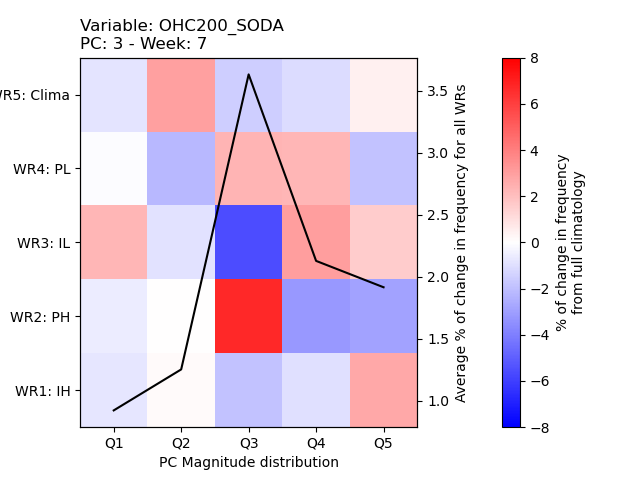 Variable: OHC200_SODA
PC: 3 - Week: 7
WR5: Clima
WR4: PL
WR3: IL
WR2: PH
WR1: IH
Q1 Q2 Q3 Q4 Q5
PC Magnitude distribution
3.5
3.0
2.5
2.0
1.5
1.0
Average % of change in frequency for all WRs
8
6
4
2
0
−2
−4
−6
−8
% of change in frequency
from full climatology